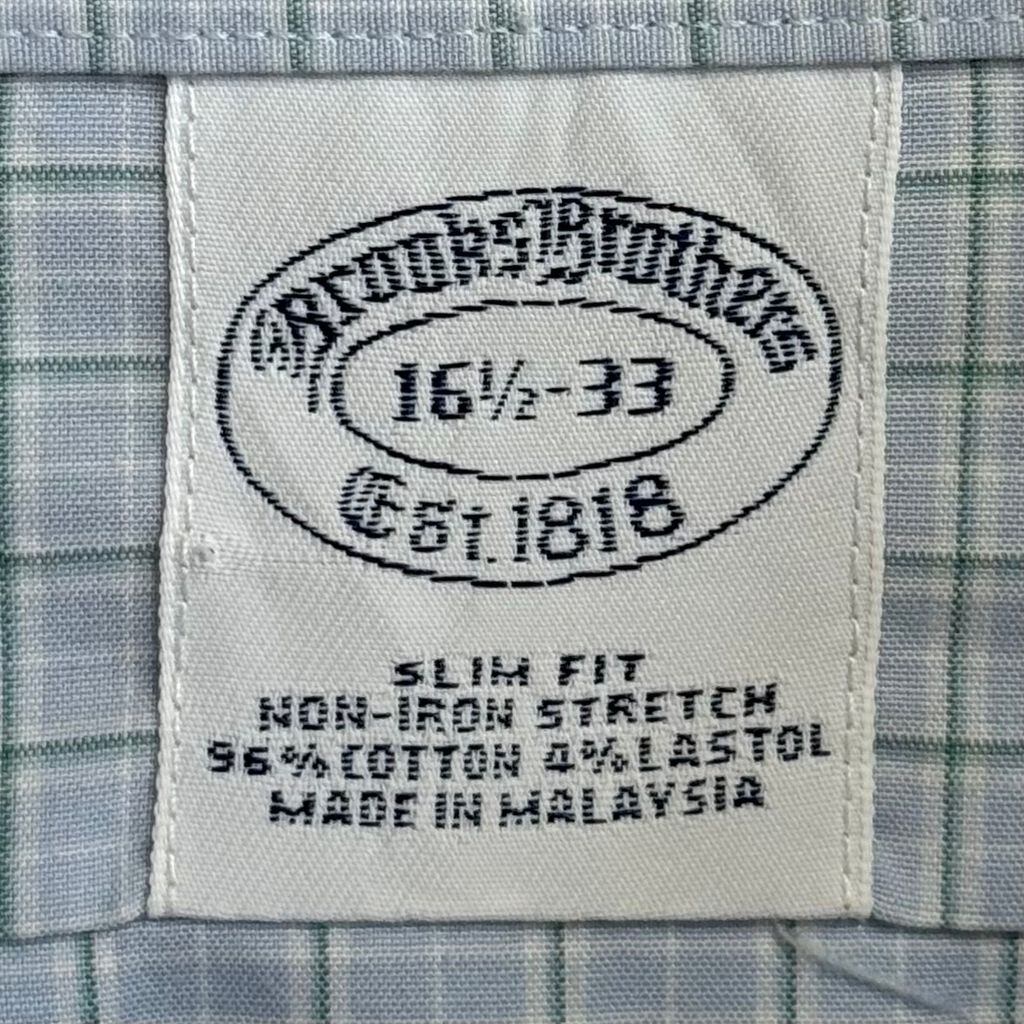 Brooks Brothers
16½-33
Est. 1818
SLIM FIT
NON-IRON STRETCH
96% COTTON 4% LASTOL
MADE IN MALAYSIA